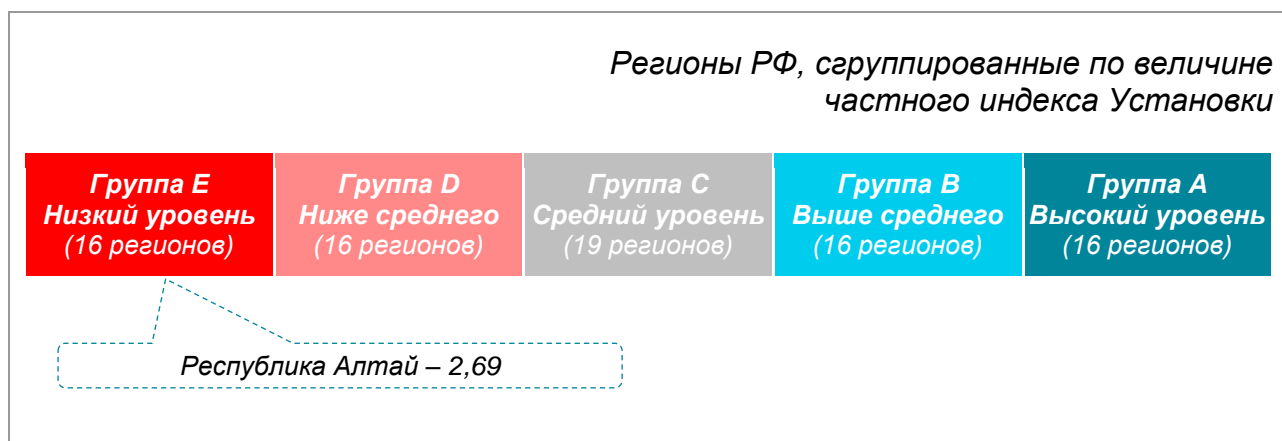 Регионы РФ, сгруппированные по величине
частного индекса Установки
Группа E
Низкий уровень
(16 регионов)
Группа D
Ниже среднего
(16 регионов)
Группа C
Средний уровень
(19 регионов)
Группа B
Выше среднего
(16 регионов)
Группа A
Высокий уровень
(16 регионов)
Республика Алтай – 2,69